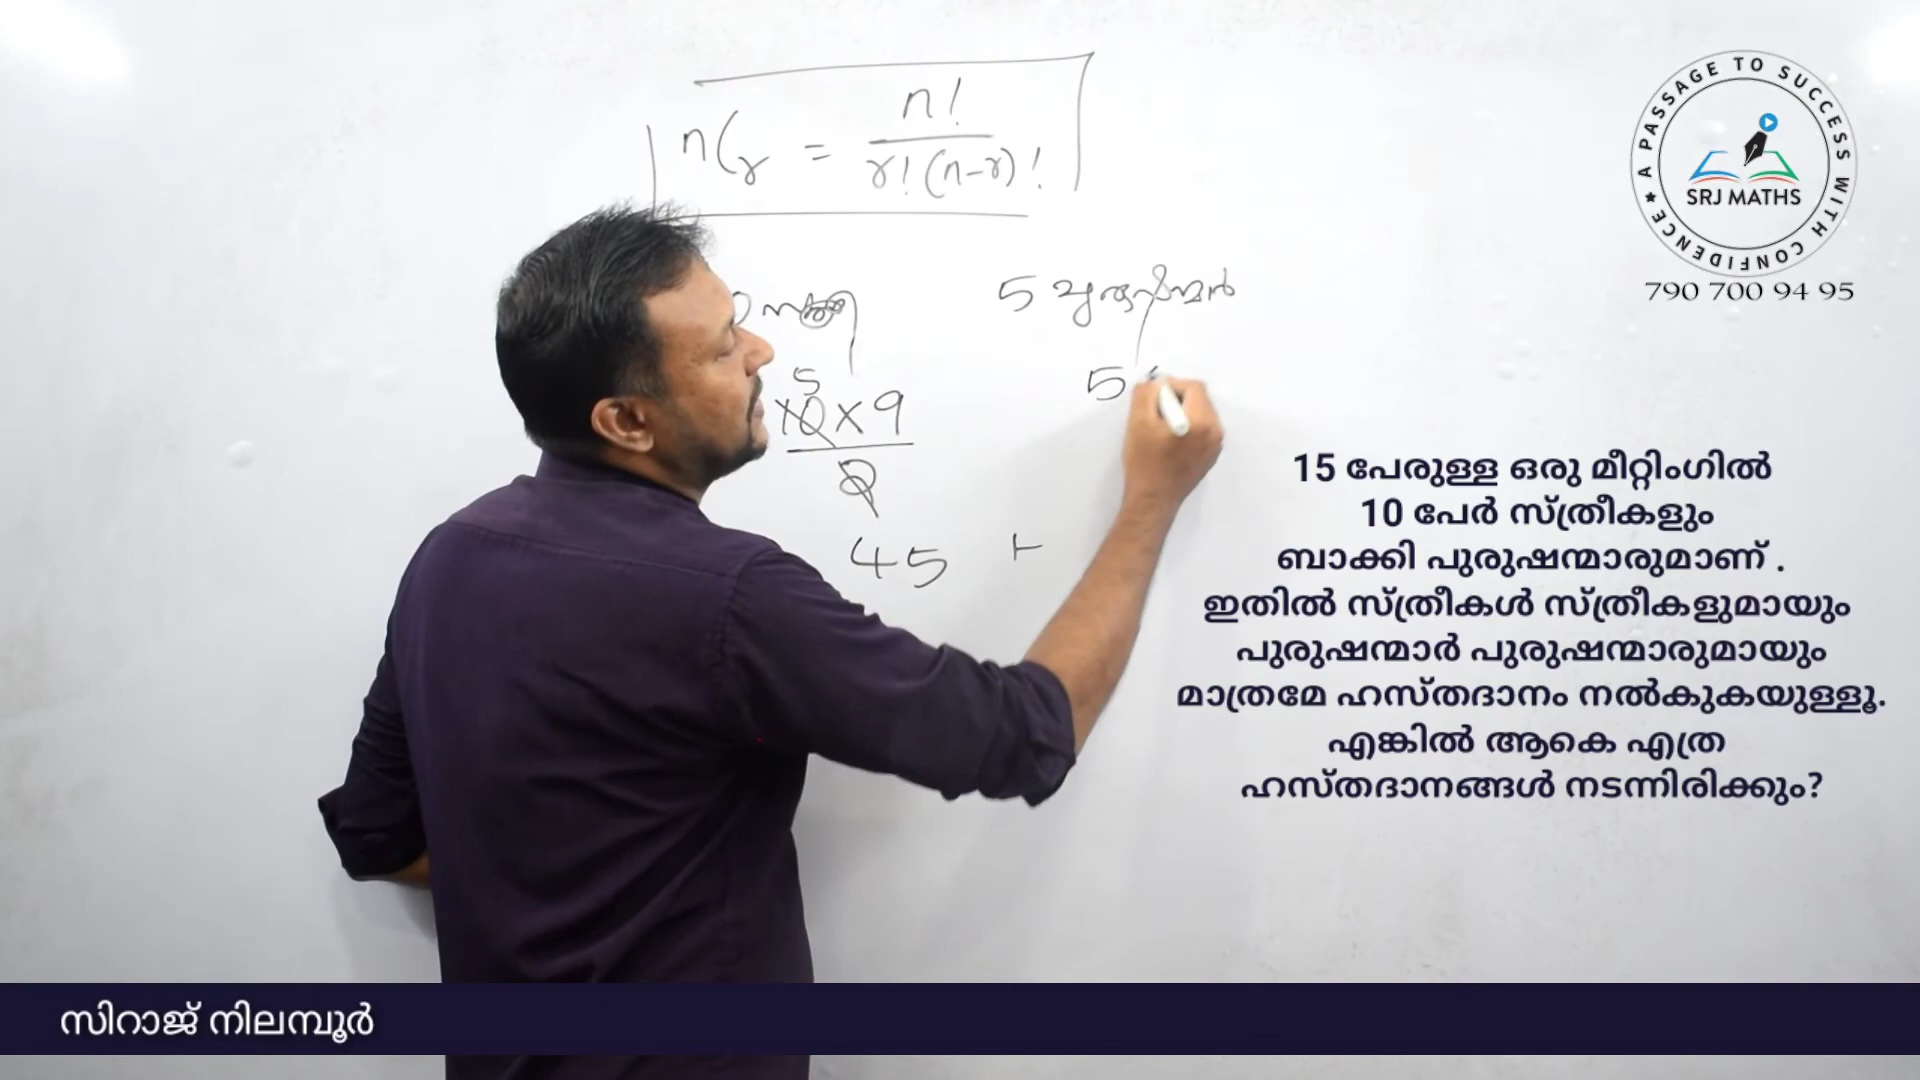 nCr = n! / r!(n-r)!
5 പുരുഷന്മാർ
5
10 × 9
2
5
45 +
A PASSAGE TO SUCCESS WITH CONFIDENCE
SRJ MATHS
790 700 94 95
15 പേരുള്ള ഒരു മീറ്റിംഗിൽ
10 പേർ സ്ത്രീകളും
ബാക്കി പുരുഷന്മാരുമാണ് .
ഇതിൽ സ്ത്രീകൾ സ്ത്രീകളുമായും
പുരുഷന്മാർ പുരുഷന്മാരുമായും
മാത്രമേ ഹസ്തദാനം നൽകുകയുള്ളൂ.
എങ്കിൽ ആകെ എത്ര
ഹസ്തദാനങ്ങൾ നടന്നിരിക്കും?
സിറാജ് നിലമ്പൂർ